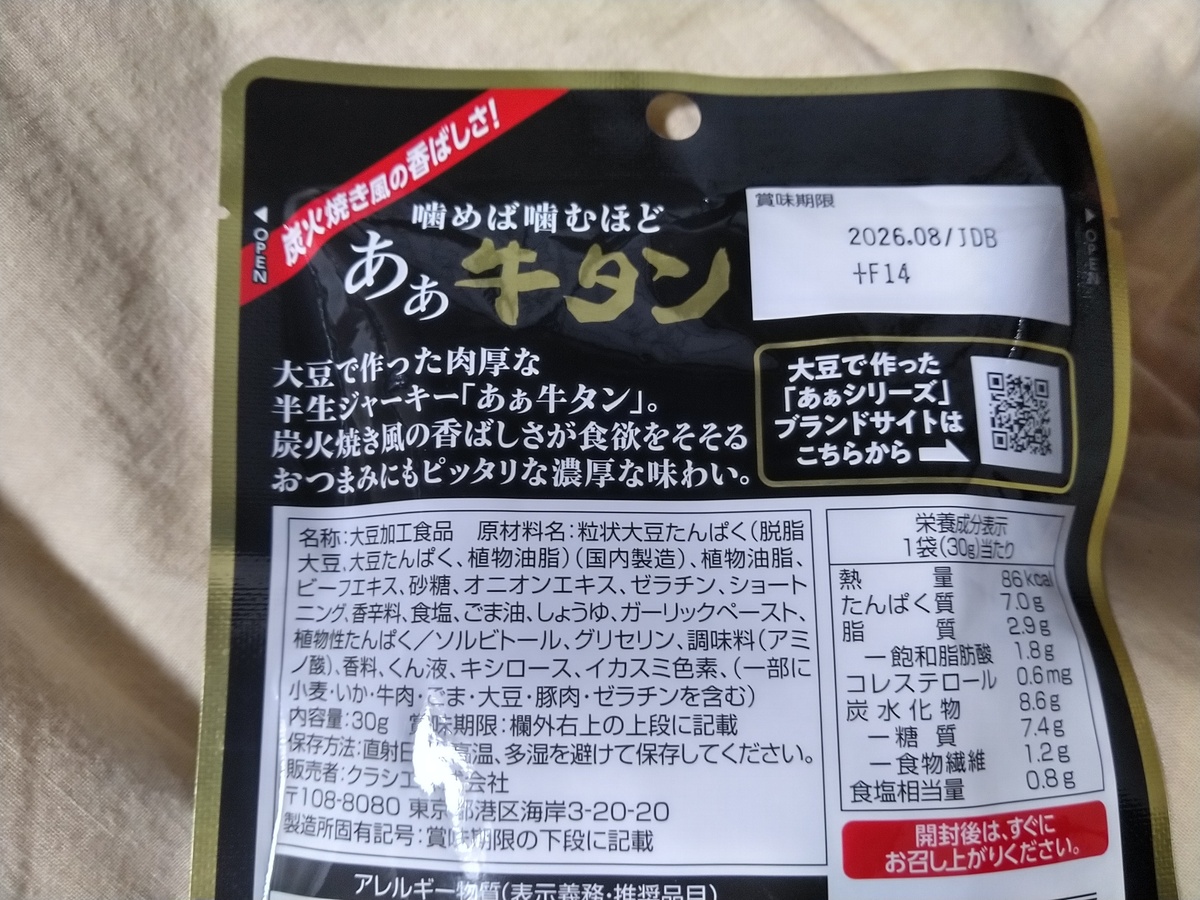 炭火焼き風の香ばしさ!
OPEN
噛めば噛むほど
あぁ牛タン
賞味期限
2026.08/JDB
+F14
OPEN
大豆で作った肉厚な
半生ジャーキー「あぁ牛タン」。
炭火焼き風の香ばしさが食欲をそそる
おつまみにもピッタリな濃厚な味わい。
大豆で作った
「あぁシリーズ」
ブランドサイトは
こちらから
名称:大豆加工食品 原材料名:粒状大豆たんぱく(脱脂
大豆、大豆たんぱく、植物油脂)(国内製造)、植物油脂、
ビーフエキス、砂糖、オニオンエキス、ゼラチン、ショート
ニング、香辛料、食塩、ごま油、しょうゆ、ガーリックペースト、
植物性たんぱく/ソルビトール、グリセリン、調味料(アミ
ノ酸)、香料、くん液、キシロース、イカスミ色素、(一部に
小麦・いか・牛肉・ごま・大豆・豚肉・ゼラチンを含む)
内容量:30g 賞味期限:欄外右上の上段に記載
保存方法:直射日 高温、多湿を避けて保存してください。
販売者:クラシエ 会社
〒108-8080 東京都港区海岸3-20-20
製造所固有記号:賞味期限の下段に記載
栄養成分表示
1袋(30g)当たり
熱量 86kcal
たんぱく質 7.0g
脂質 2.9g
―飽和脂肪酸 1.8g
コレステロール 0.6mg
炭水化物 8.6g
―糖質 7.4g
―食物繊維 1.2g
食塩相当量 0.8g
開封後は、すぐに
お召し上がりください。
アレルギー物質(表示義務・推奨品目)